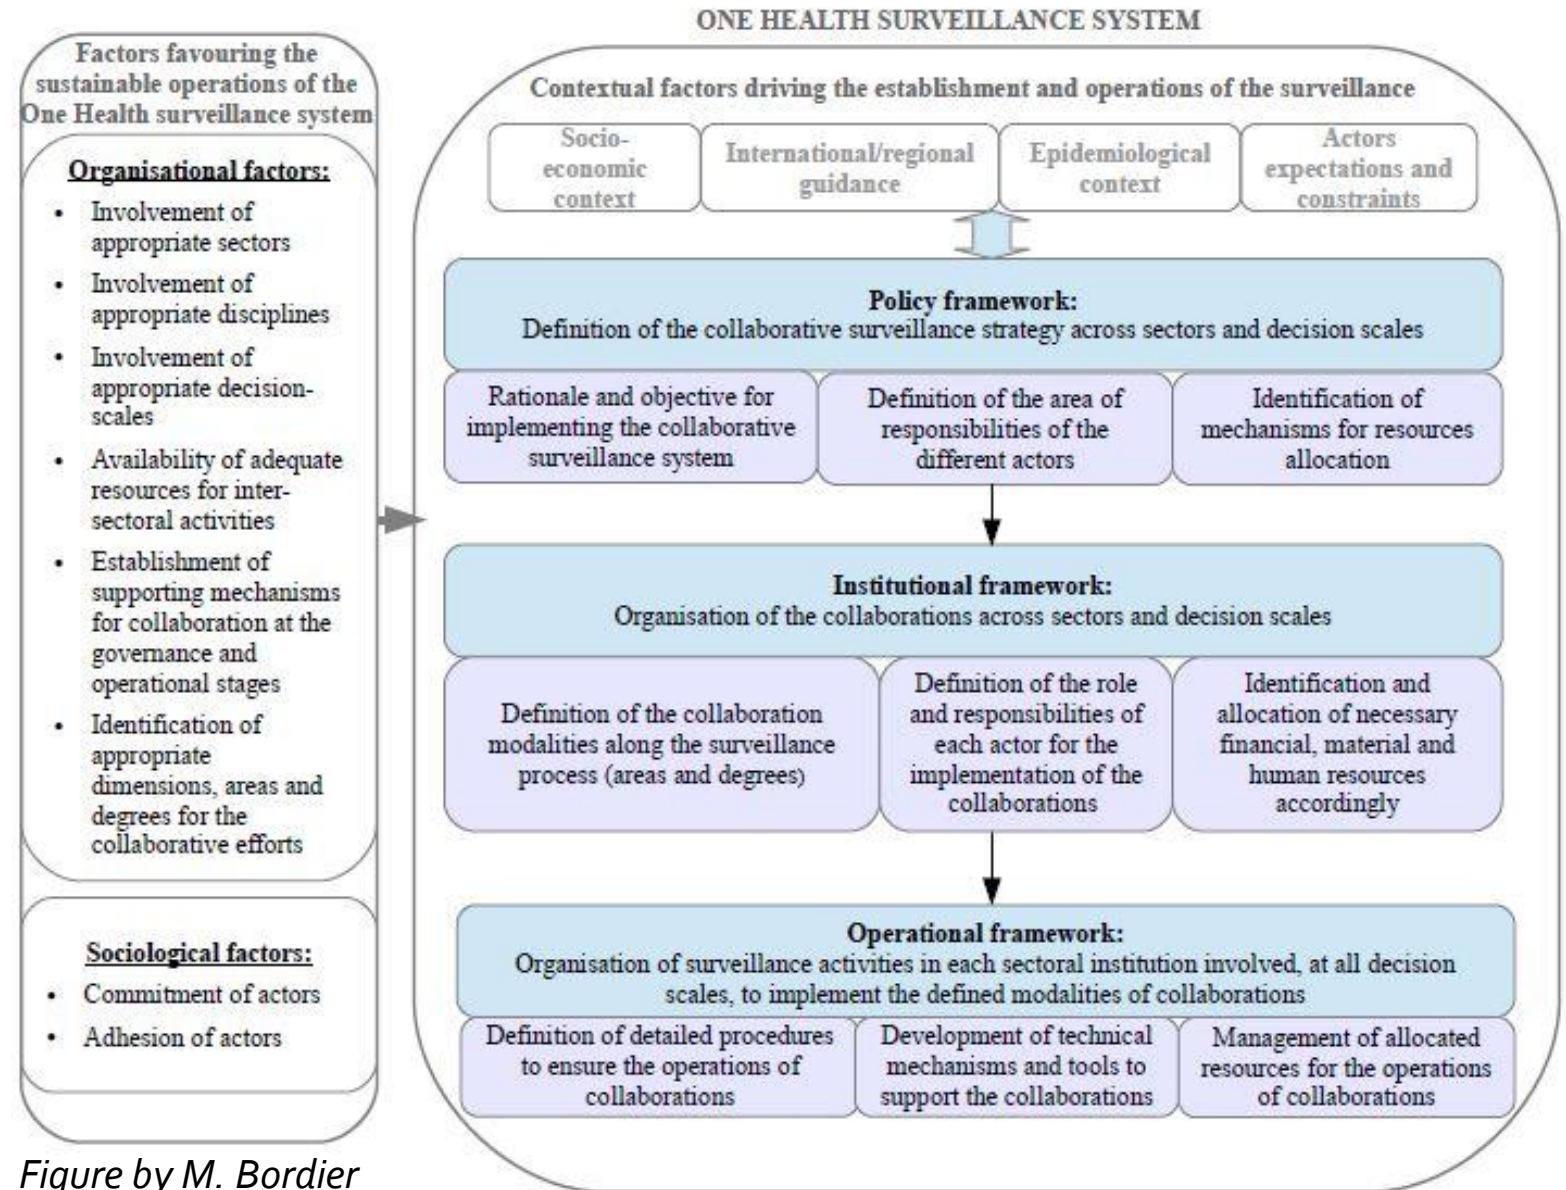 ONE HEALTH SURVEILLANCE SYSTEM
Factors favouring the
sustainable operations of the
One Health surveillance system
Organisational factors:
• Involvement of
appropriate sectors
• Involvement of
appropriate disciplines
• Involvement of
appropriate decision-
scales
• Availability of adequate
resources for inter-
sectoral activities
• Establishment of
supporting mechanisms
for collaboration at the
governance and
operational stages
• Identification of
appropriate
dimensions, areas and
degrees for the
collaborative efforts
Sociological factors:
• Commitment of actors
• Adhesion of actors
Contextual factors driving the establishment and operations of the surveillance
Socio-
economic
context
International/regional
guidance
Epidemiological
context
Actors
expectations and
constraints
Policy framework:
Definition of the collaborative surveillance strategy across sectors and decision scales
Rationale and objective for
implementing the collaborative
surveillance system
Definition of the area of
responsibilities of the
different actors
Identification of
mechanisms for resources
allocation
Institutional framework:
Organisation of the collaborations across sectors and decision scales
Definition of the collaboration
modalities along the surveillance
process (areas and degrees)
Definition of the role
and responsibilities of
each actor for the
implementation of the
collaborations
Identification and
allocation of necessary
financial, material and
human resources
accordingly
Operational framework:
Organisation of surveillance activities in each sectoral institution involved, at all decision
scales, to implement the defined modalities of collaborations
Definition of detailed procedures
to ensure the operations of
collaborations
Development of technical
mechanisms and tools to
support the collaborations
Management of allocated
resources for the operations
of collaborations
Figure by M. Bordier